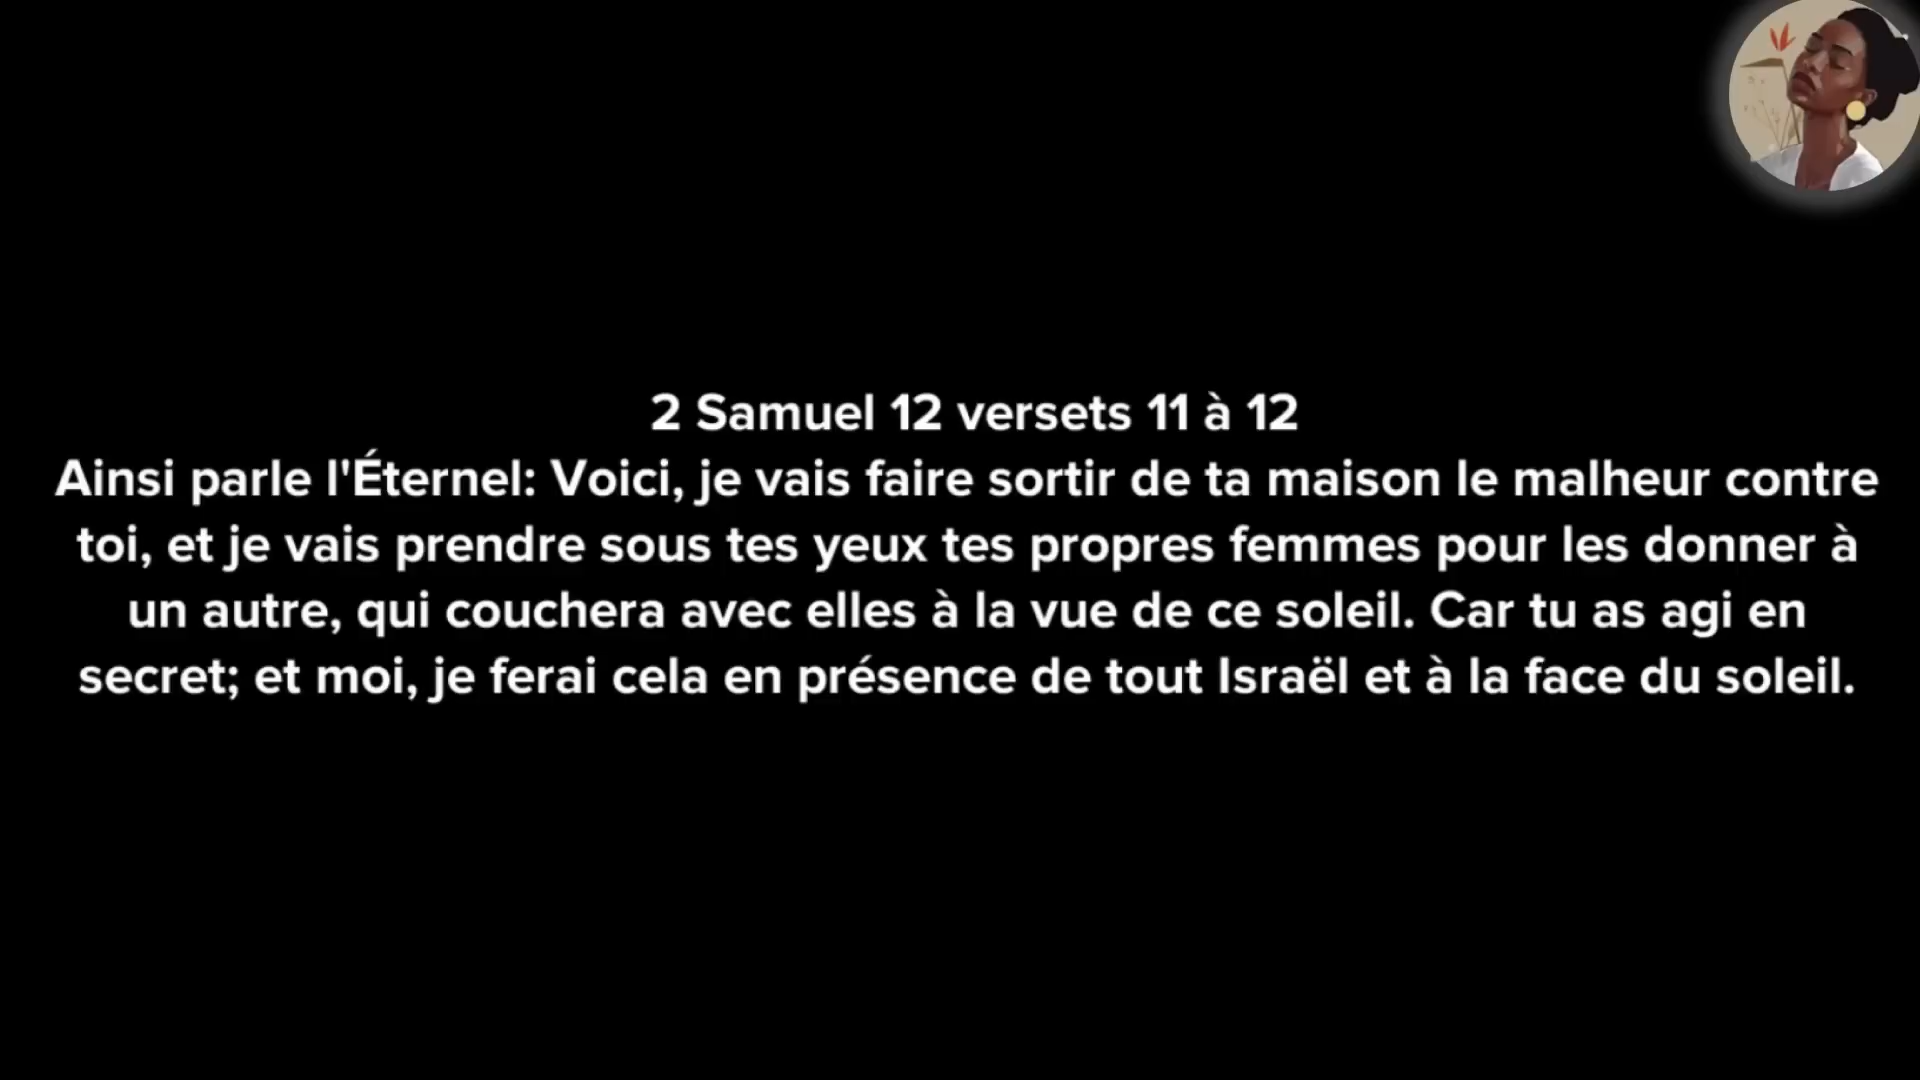 2 Samuel 12 versets 11 à 12
Ainsi parle l'Éternel: Voici, je vais faire sortir de ta maison le malheur contre
toi, et je vais prendre sous tes yeux tes propres femmes pour les donner à
un autre, qui couchera avec elles à la vue de ce soleil. Car tu as agi en
secret; et moi, je ferai cela en présence de tout Israël et à la face du soleil.